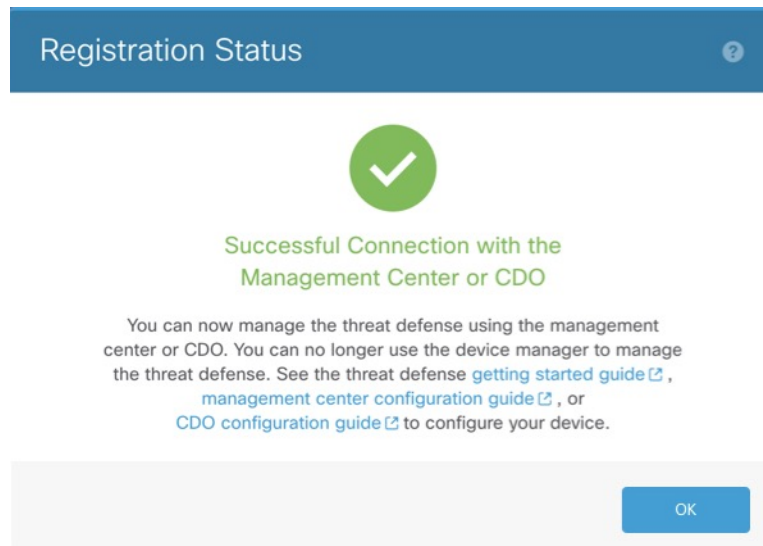 Registration Status
?
Successful Connection with the
Management Center or CDO
You can now manage the threat defense using the management
center or CDO. You can no longer use the device manager to manage
the threat defense. See the threat defense getting started guide ,
management center configuration guide , or
CDO configuration guide to configure your device.
OK